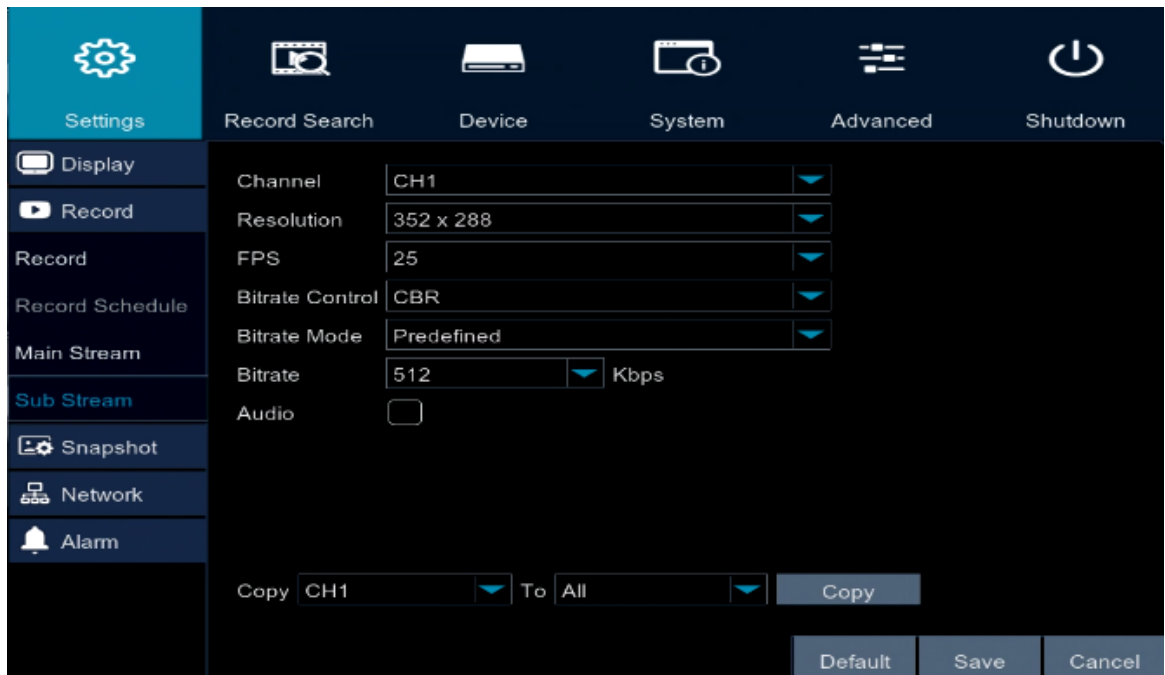 Settings Record Search Device System Advanced Shutdown
Display
Record
Record
Record Schedule
Main Stream
Sub Stream
Snapshot
Network
Alarm
Channel CH1
Resolution 352 x 288
FPS 25
Bitrate Control CBR
Bitrate Mode Predefined
Bitrate 512 Kbps
Audio
Copy CH1 To All Copy
Default Save Cancel